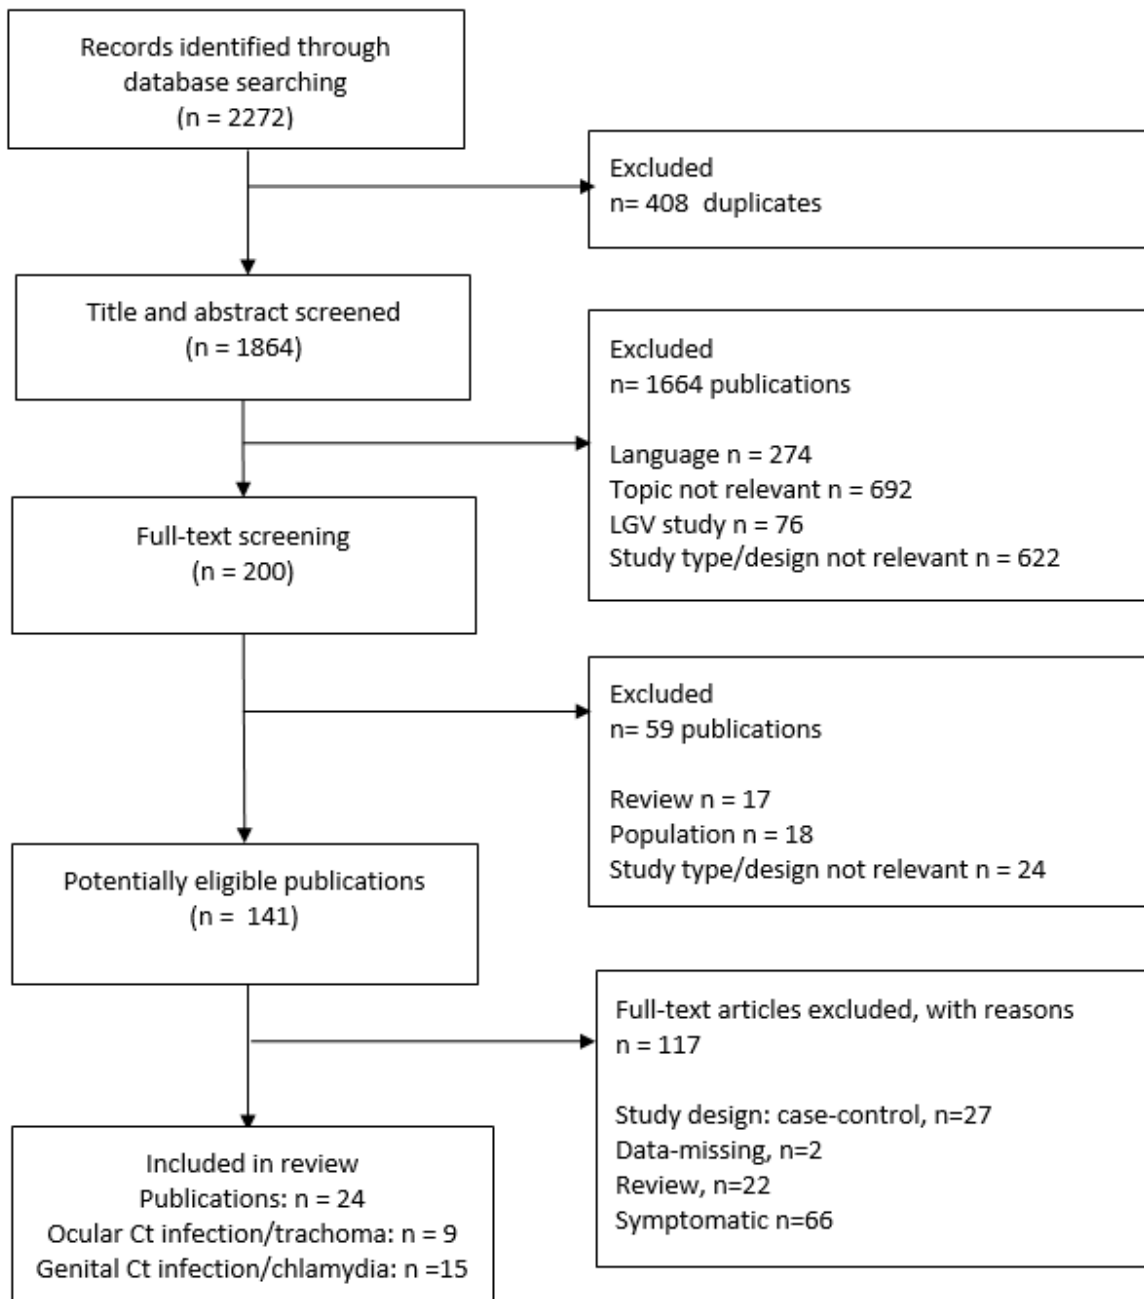 Records identified through
database searching
(n = 2272)
Excluded
n= 408  duplicates
Title and abstract screened
(n = 1864)
Excluded
n= 1664 publications
Language n = 274
Topic not relevant n = 692
LGV study n = 76
Study type/design not relevant n = 622
Full-text screening
(n = 200)
Excluded
n= 59 publications
Review n = 17
Population n = 18
Study type/design not relevant n = 24
Potentially eligible publications
(n =  141)
Full-text articles excluded, with reasons
n = 117
Study design: case-control, n=27
Data-missing, n=2
Review, n=22
Symptomatic n=66
Included in review
Publications: n = 24
Ocular Ct infection/trachoma: n = 9
Genital Ct infection/chlamydia: n =15